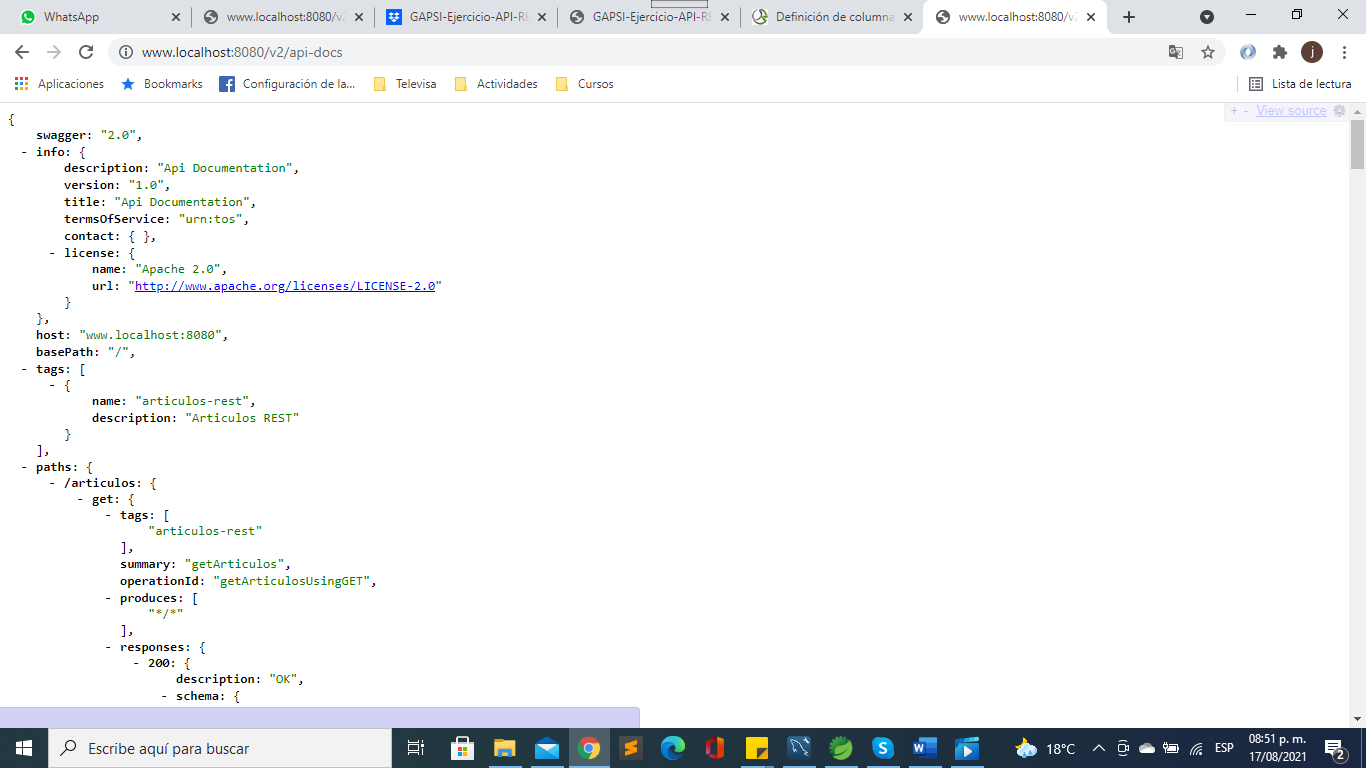 WhatsApp
www.localhost:8080/v2
GAPSI-Ejercicio-API-RE
GAPSI-Ejercicio-API-RE
Definición de columna
www.localhost:8080/v2
www.localhost:8080/v2/api-docs
j
Aplicaciones
Bookmarks
Configuración de la...
Televisa
Actividades
Cursos
Lista de lectura
+ - View source
{
swagger: "2.0",
- info: {
description: "Api Documentation",
version: "1.0",
title: "Api Documentation",
termsOfService: "urn:tos",
contact: { },
- license: {
name: "Apache 2.0",
url: "http://www.apache.org/licenses/LICENSE-2.0"
}
},
host: "www.localhost:8080",
basePath: "/",
- tags: [
- {
name: "articulos-rest",
description: "Articulos REST"
}
],
- paths: {
- /articulos: {
- get: {
- tags: [
"articulos-rest"
],
summary: "getArticulos",
operationId: "getArticulosUsingGET",
- produces: [
"*/*"
],
- responses: {
- 200: {
description: "OK",
- schema: {
Escribe aquí para buscar
18°C
ESP
08:51 p. m.
17/08/2021
2